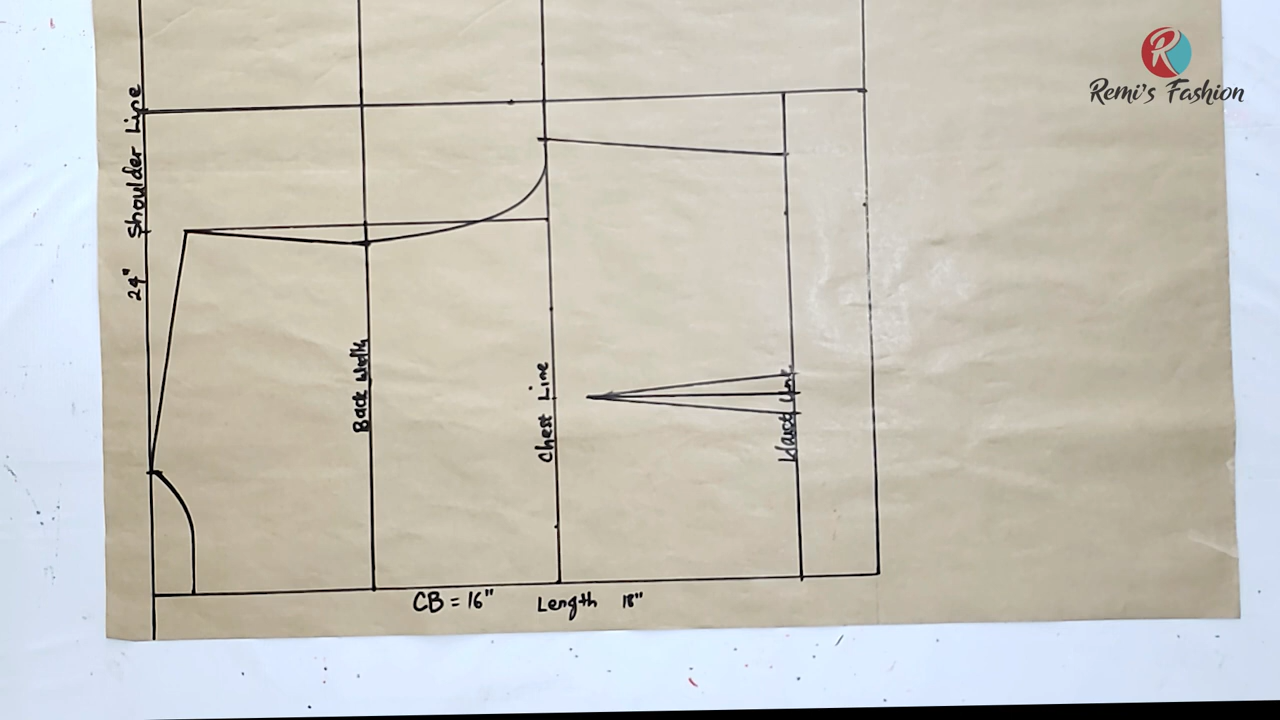 R
Remi's Fashion
24" Shoulder Line
Back Width
Chest Line
Waist Line
CB = 16" Length 18"